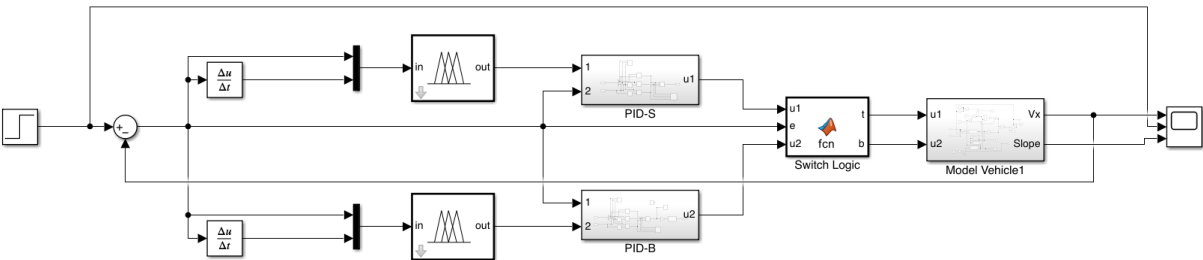 Δu
Δt
in
out
1
2
u1
PID-S
+
−
u1
e
u2
fcn
t
b
Switch Logic
u1
u2
Vx
Slope
Model Vehicle1
Δu
Δt
in
out
1
2
u2
PID-B